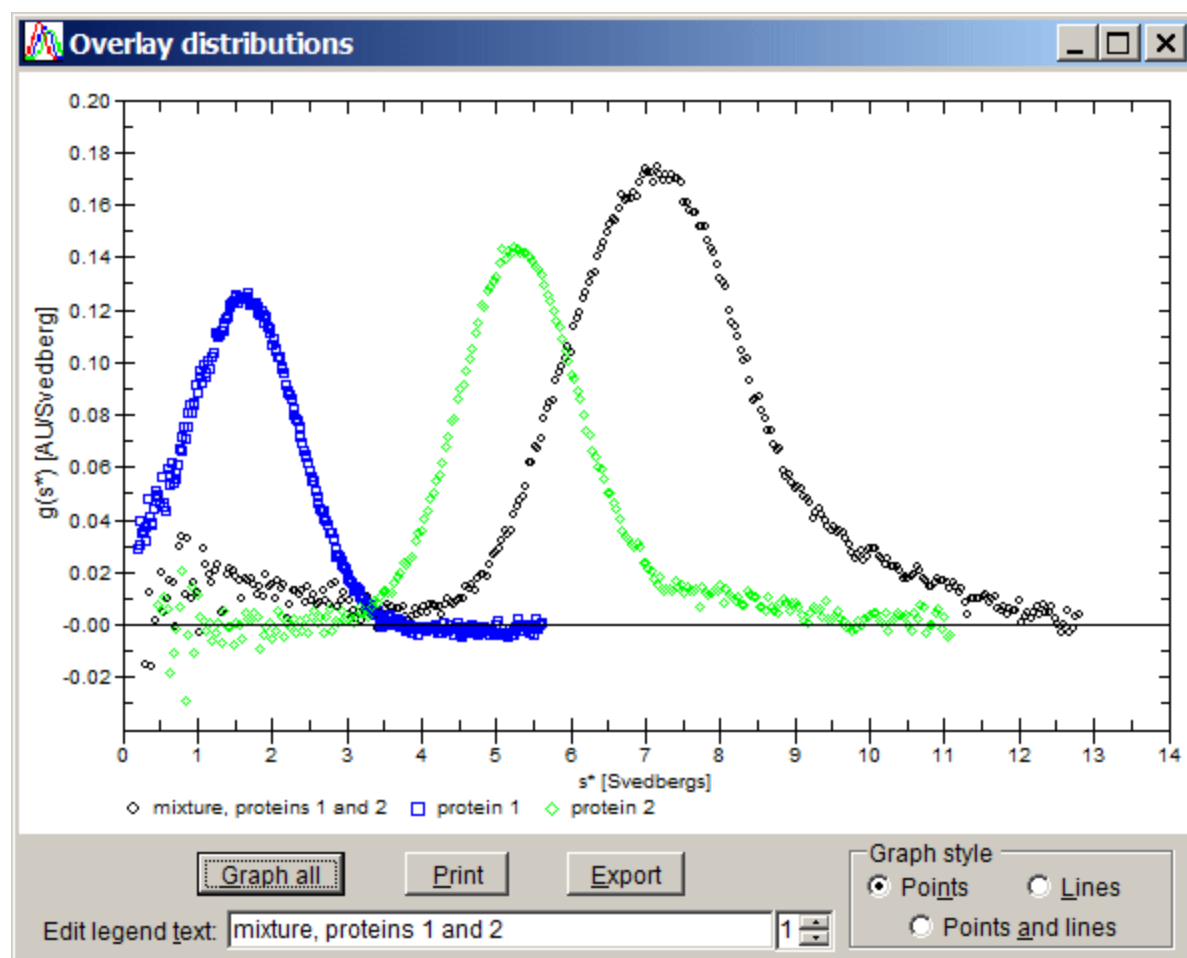 Overlay distributions
0.20
0.18
0.16
0.14
0.12
0.10
0.08
0.06
0.04
0.02
-0.00
-0.02
g(s*) [AU/Svedberg]
0 1 2 3 4 5 6 7 8 9 10 11 12 13 14
s* [Svedbergs]
mixture, proteins 1 and 2 protein 1 protein 2
Graph all Print Export
Graph style
Points Lines
Points and lines
Edit legend text: mixture, proteins 1 and 2 1